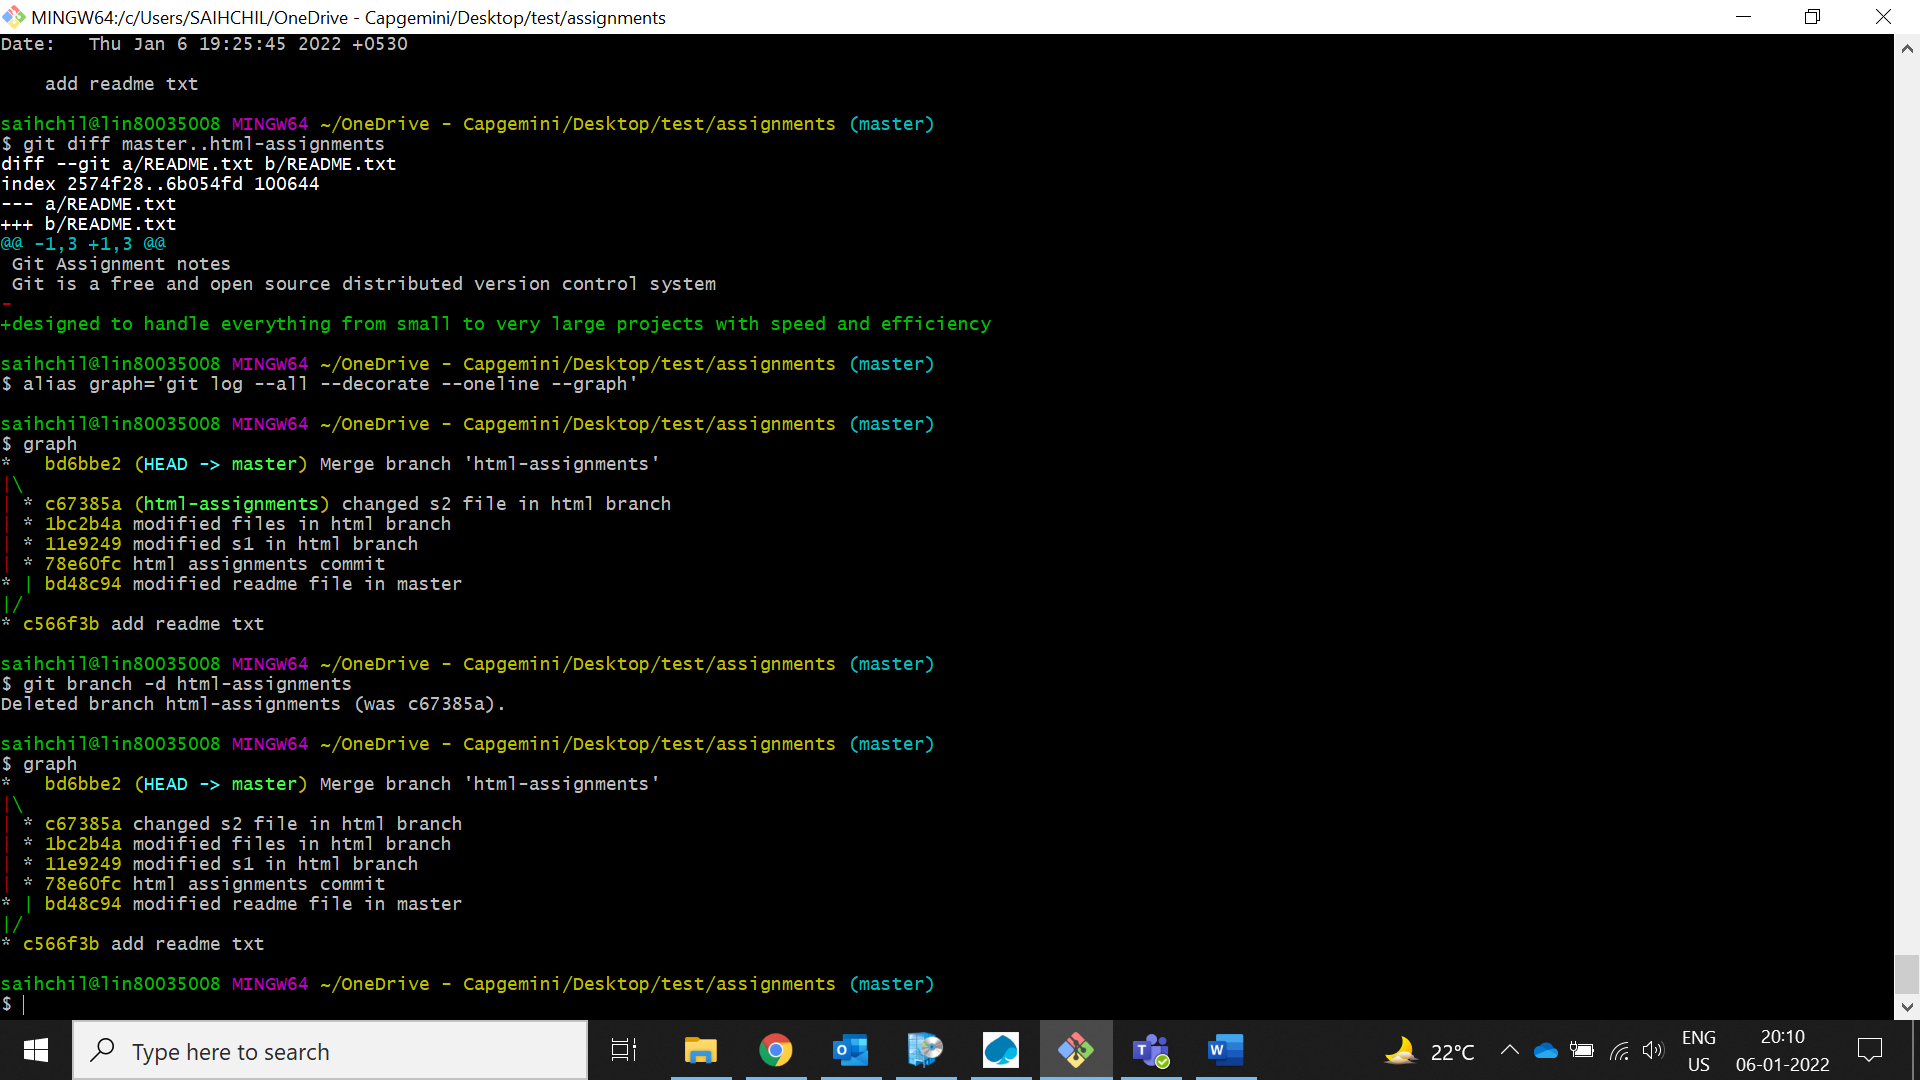 MINGW64:/c/Users/SAIHCHIL/OneDrive - Capgemini/Desktop/test/assignments
Date:   Thu Jan 6 19:25:45 2022 +0530
    add readme txt
saihchil@lin80035008 MINGW64 ~/OneDrive - Capgemini/Desktop/test/assignments (master)
$ git diff master..html-assignments
diff --git a/README.txt b/README.txt
index 2574f28..6b054fd 100644
--- a/README.txt
+++ b/README.txt
@@ -1,3 +1,3 @@
 Git Assignment notes
 Git is a free and open source distributed version control system
-
+designed to handle everything from small to very large projects with speed and efficiency
saihchil@lin80035008 MINGW64 ~/OneDrive - Capgemini/Desktop/test/assignments (master)
$ alias graph='git log --all --decorate --oneline --graph'
saihchil@lin80035008 MINGW64 ~/OneDrive - Capgemini/Desktop/test/assignments (master)
$ graph
*   bd6bbe2 (HEAD -> master) Merge branch 'html-assignments'
|\
| * c67385a (html-assignments) changed s2 file in html branch
| * 1bc2b4a modified files in html branch
| * 11e9249 modified s1 in html branch
| * 78e60fc html assignments commit
* | bd48c94 modified readme file in master
|/
* c566f3b add readme txt
saihchil@lin80035008 MINGW64 ~/OneDrive - Capgemini/Desktop/test/assignments (master)
$ git branch -d html-assignments
Deleted branch html-assignments (was c67385a).
saihchil@lin80035008 MINGW64 ~/OneDrive - Capgemini/Desktop/test/assignments (master)
$ graph
*   bd6bbe2 (HEAD -> master) Merge branch 'html-assignments'
|\
| * c67385a changed s2 file in html branch
| * 1bc2b4a modified files in html branch
| * 11e9249 modified s1 in html branch
| * 78e60fc html assignments commit
* | bd48c94 modified readme file in master
|/
* c566f3b add readme txt
saihchil@lin80035008 MINGW64 ~/OneDrive - Capgemini/Desktop/test/assignments (master)
$
Type here to search
22°C
ENG
US
20:10
06-01-2022